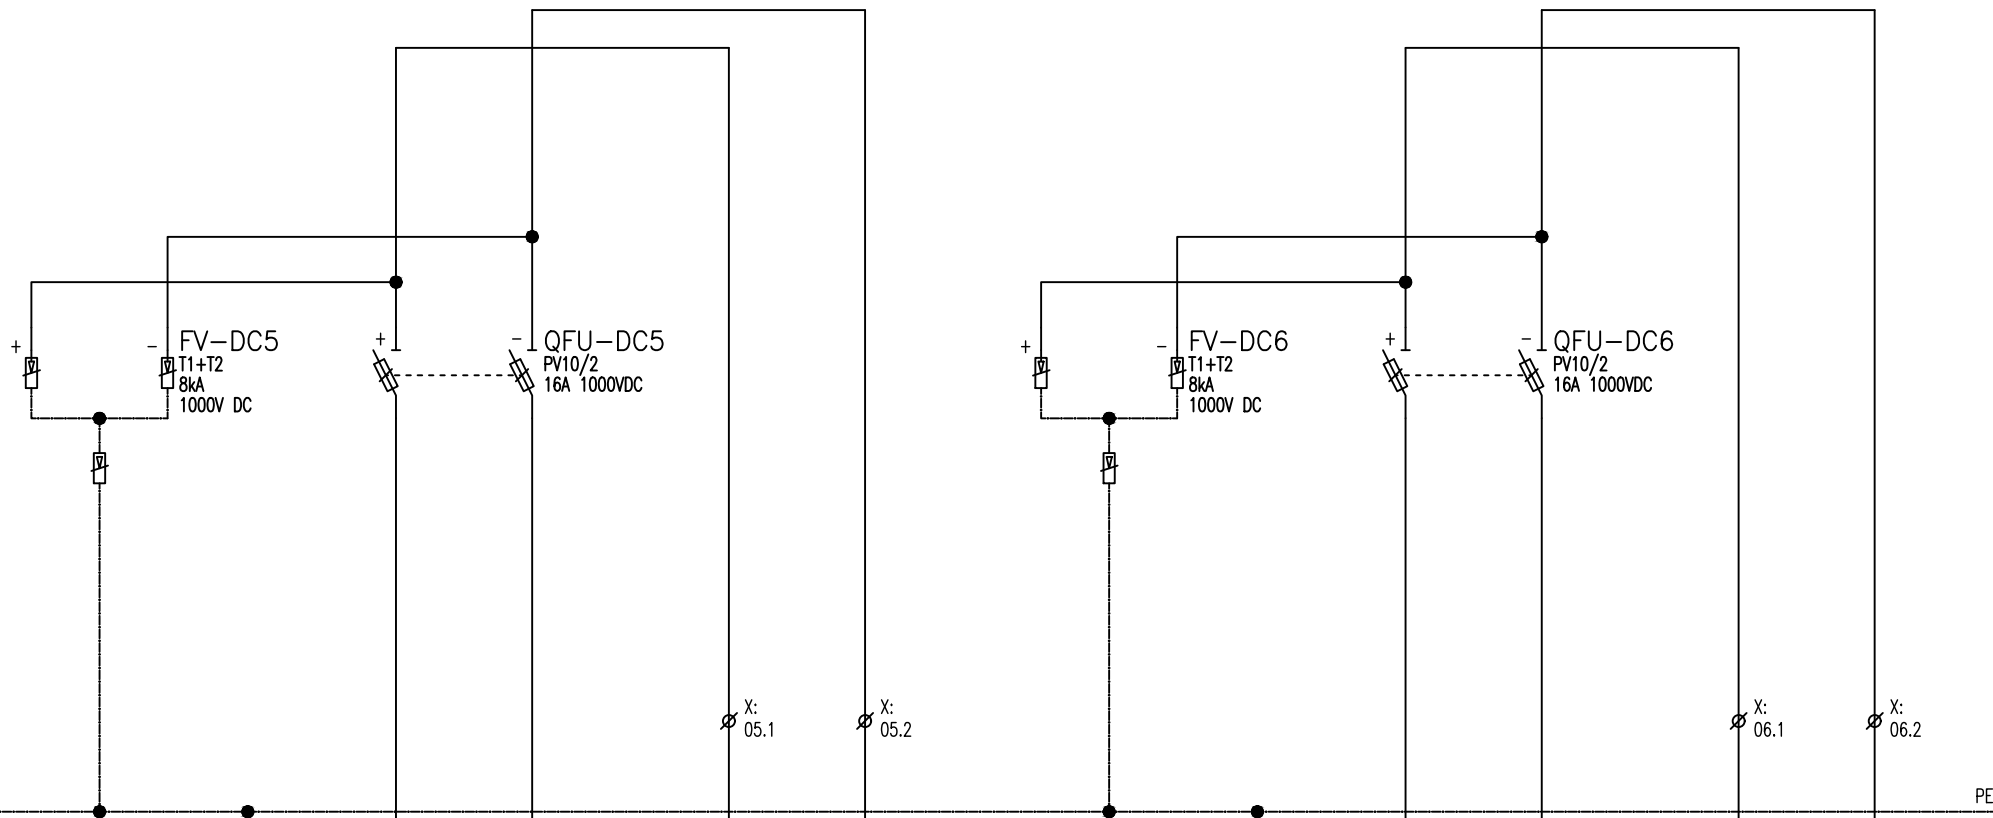 +
− FV−DC5
T1+T2
8kA
1000V DC
+
− QFU−DC5
PV10/2
16A 1000VDC
X:
05.1
X:
05.2
+
− FV−DC6
T1+T2
8kA
1000V DC
+
− QFU−DC6
PV10/2
16A 1000VDC
X:
06.1
X:
06.2
PE